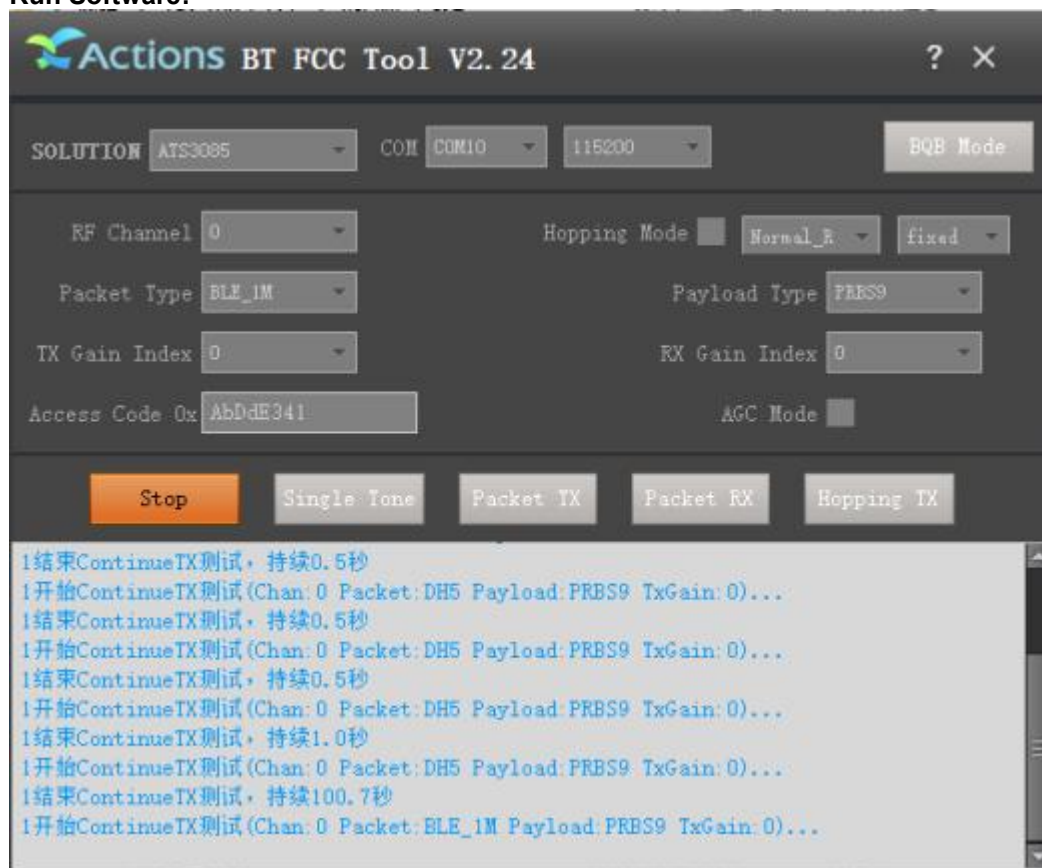 Run Software:
Actions BT FCC Tool V2.24 ? ×
SOLUTION ATS3085 COM COM10 115200 BQB Mode
RF Channel 0 Hopping Mode Normal_R fixed
Packet Type BLE_1M Payload Type PRBS9
TX Gain Index 0 RX Gain Index 0
Access Code 0x AbDdE341 AGC Mode
Stop Single Tone Packet TX Packet RX Hopping TX
1结束ContinueTX测试，持续0.5秒
1开始ContinueTX测试(Chan:0 Packet:DH5 Payload:PRBS9 TxGain:0)...
1结束ContinueTX测试，持续0.5秒
1开始ContinueTX测试(Chan:0 Packet:DH5 Payload:PRBS9 TxGain:0)...
1结束ContinueTX测试，持续0.5秒
1开始ContinueTX测试(Chan:0 Packet:DH5 Payload:PRBS9 TxGain:0)...
1结束ContinueTX测试，持续1.0秒
1开始ContinueTX测试(Chan:0 Packet:DH5 Payload:PRBS9 TxGain:0)...
1结束ContinueTX测试，持续100.7秒
1开始ContinueTX测试(Chan:0 Packet:BLE_1M Payload:PRBS9 TxGain:0)...